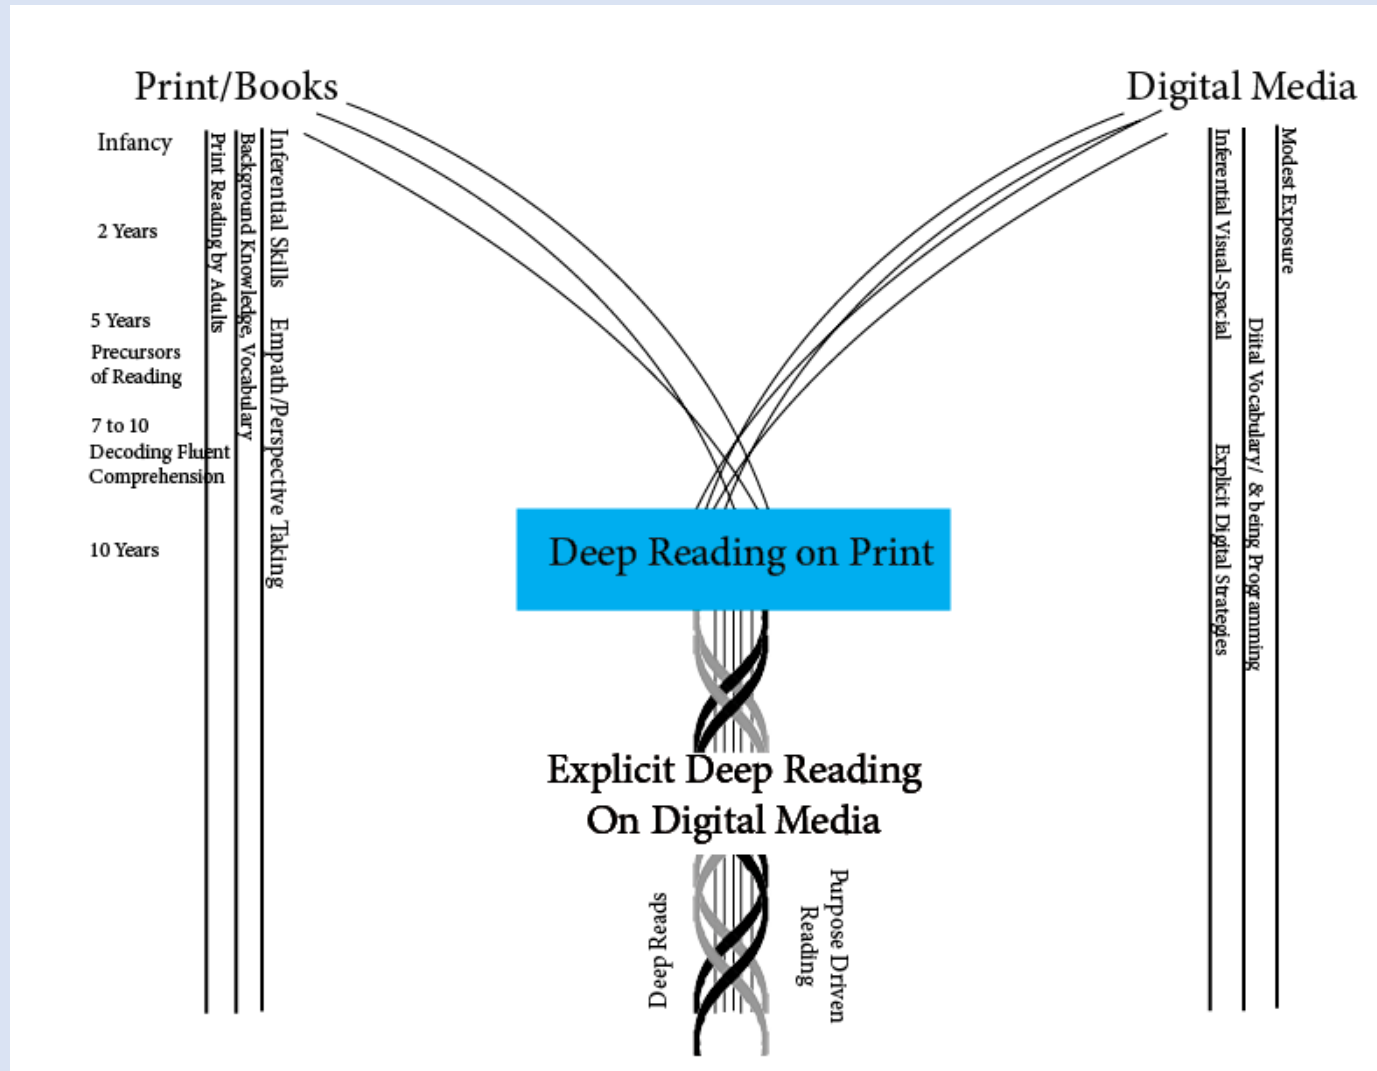 Print/Books
Digital Media
Infancy
2 Years
5 Years
Precursors
of Reading
7 to 10
Decoding Fluent
Comprehension
10 Years
Print Reading by Adults
Background Knowledge, Vocabulary
Inferential Skills
Empath/Perspective Taking
Inferential Visual-Spacial
Explicit Digital Strategies
Diital Vocabulary/ & being Programming
Modest Exposure
Deep Reading on Print
Explicit Deep Reading
On Digital Media
Deep Reads
Purpose Driven
Reading